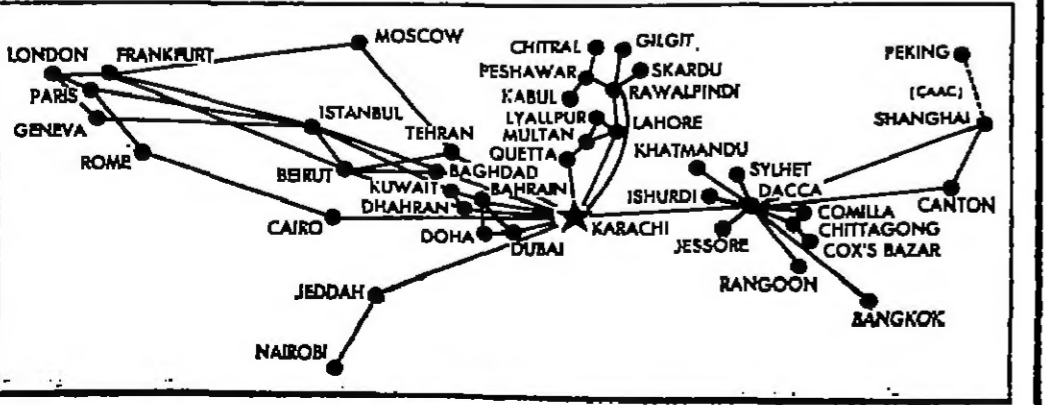 MOSCOW
CHITRAL
GILGIT.
PEKING
LONDON
FRANKFURT
PESHAWAR
SKARDU
PARIS
KABUL
RAWALPINDI
[CAAC]
GENEVA
ISTANBUL
LYALLPUR
SHANGHAI
TEHRAN
MULTAN
LAHORE
ROME
QUETTA
KHATMANDU
BEIRUT
BAGHDAD
SYLHET
KUWAIT
BAHRAIN
ISHURDI
DACCA
DHAHRAN
CANTON
CAIRO
DOHA
DUBAI
KARACHI
JESSORE
COMILLA
CHITTAGONG
COX'S BAZAR
JEDDAH
RANGOON
BANGKOK
NAIROBI